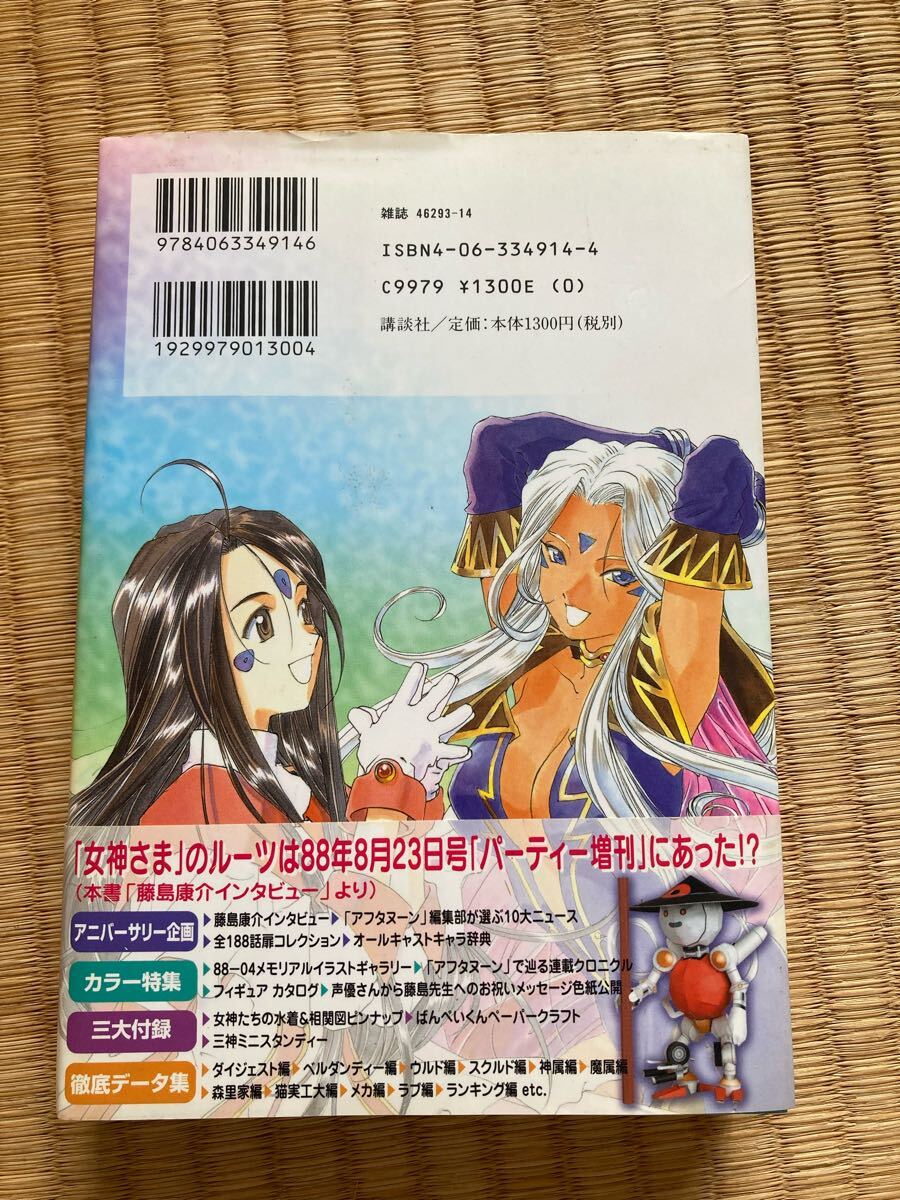 9784063349146
1929979013004
雑誌 46293-14
ISBN4-06-334914-4
C9979 ¥1300E (0)
講談社／定価：本体1300円（税別）
「女神さま」のルーツは88年8月23日号「パーティー増刊」にあった!?
（本書「藤島康介インタビュー」より）
アニバーサリー企画
▶藤島康介インタビュー▶「アフタヌーン」編集部が選ぶ10大ニュース
▶全188話扉コレクション▶オールキャストキャラ辞典
カラー特集
▶88−04メモリアルイラストギャラリー▶「アフタヌーン」で辿る連載クロニクル
▶フィギュア カタログ▶声優さんから藤島先生へのお祝いメッセージ色紙公開
三大付録
▶女神たちの水着&相関図ピンナップ▶ばんぺいくんペーパークラフト
▶三神ミニスタンディー
徹底データ集
▶ダイジェスト編▶ベルダンディー編▶ウルド編▶スクルド編▶神属編▶魔属編
▶森里家編▶猫実工大編▶メカ編▶ラブ編▶ランキング編 etc.